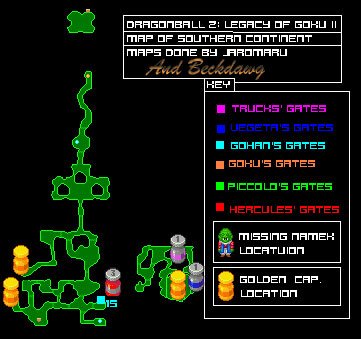 DRAGONBALL Z: LEGACY OF GOKU II
MAP OF SOUTHERN CONTINENT
MAPS DONE BY JAROMARU
And Beckdawg
KEY
TRUCKS' GATES
VEGETA'S GATES
GOHAN'S GATES
GOKU'S GATES
PICCOLO'S GATES
HERCULES' GATES
MISSING NAMEK
LOCATUION
GOLDEN CAP.
LOCATION
15